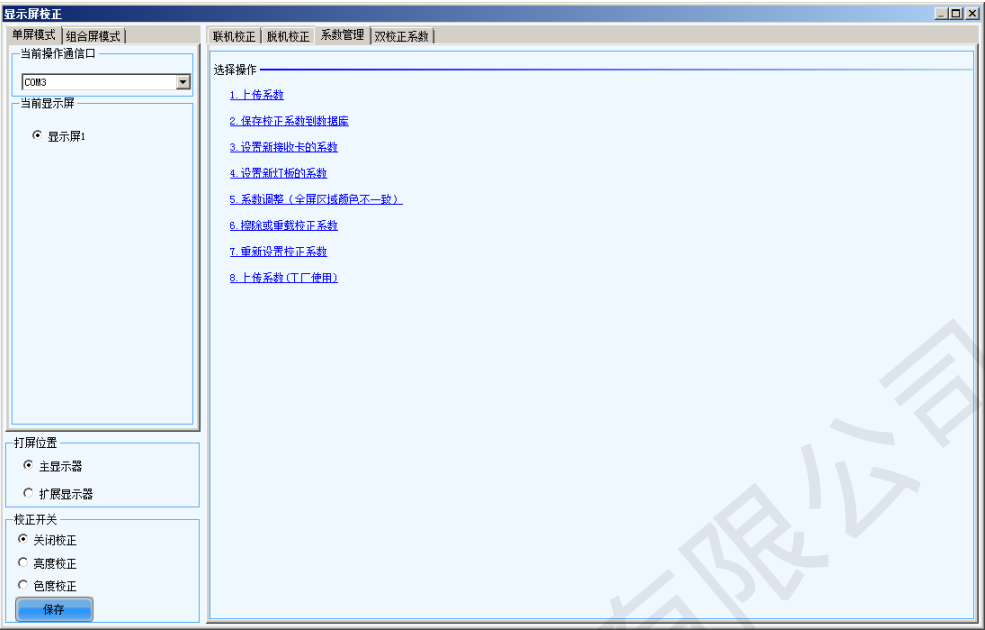 显示屏校正
单屏模式 组合屏模式
当前操作通信口
COM3
当前显示屏
显示屏1
打屏位置
主显示器
扩展显示器
校正开关
关闭校正
亮度校正
色度校正
保存
联机校正 脱机校正 系数管理 双校正系数
选择操作
1.上传系数
2.保存校正系数到数据库
3.设置新接收卡的系数
4.设置新灯板的系数
5.系数调整（全屏区域颜色不一致）
6.擦除或重载校正系数
7.重新设置校正系数
8.上传系数(工厂使用)
有限公司